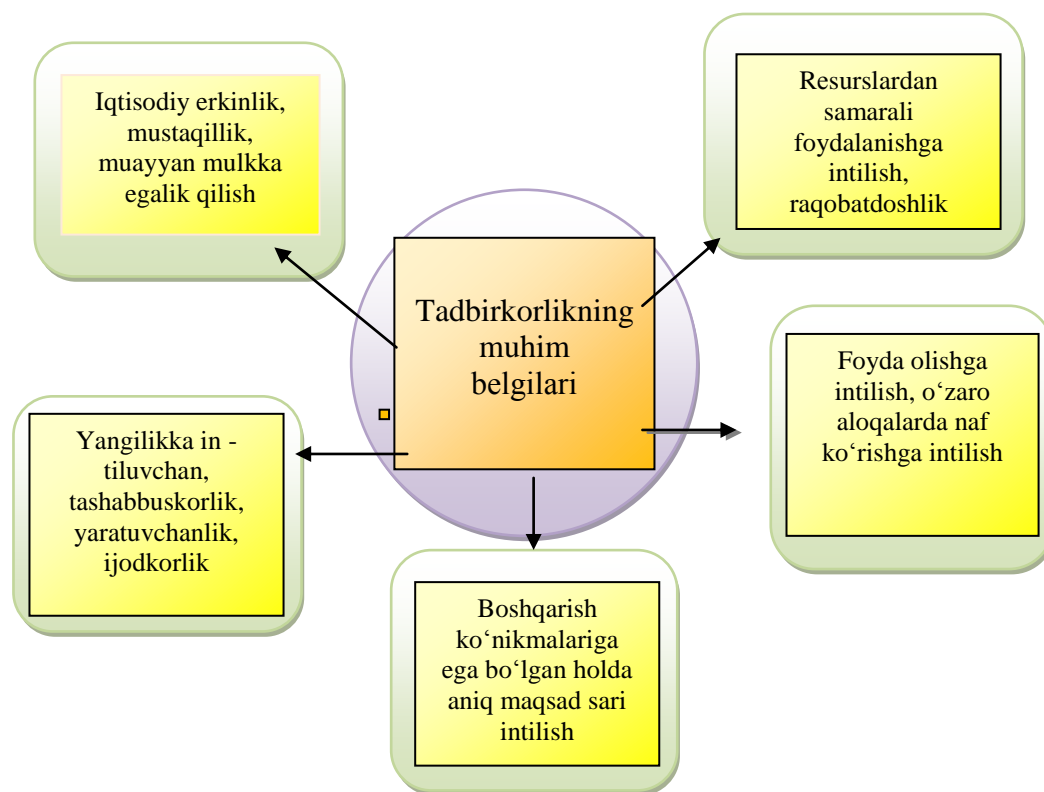 Iqtisodiy erkinlik,
mustaqillik,
muayyan mulkka
egalik qilish
Resurslardan
samarali
foydalanishga
intilish,
raqobatdoshlik
Tadbirkorlikning
muhim
belgilari
Foyda olishga
intilish, o‘zaro
aloqalarda naf
ko‘rishga intilish
Yangilikka in -
tiluvchan,
tashabbuskorlik,
yaratuvchanlik,
ijodkorlik
Boshqarish
ko‘nikmalariga
ega bo‘lgan holda
aniq maqsad sari
intilish